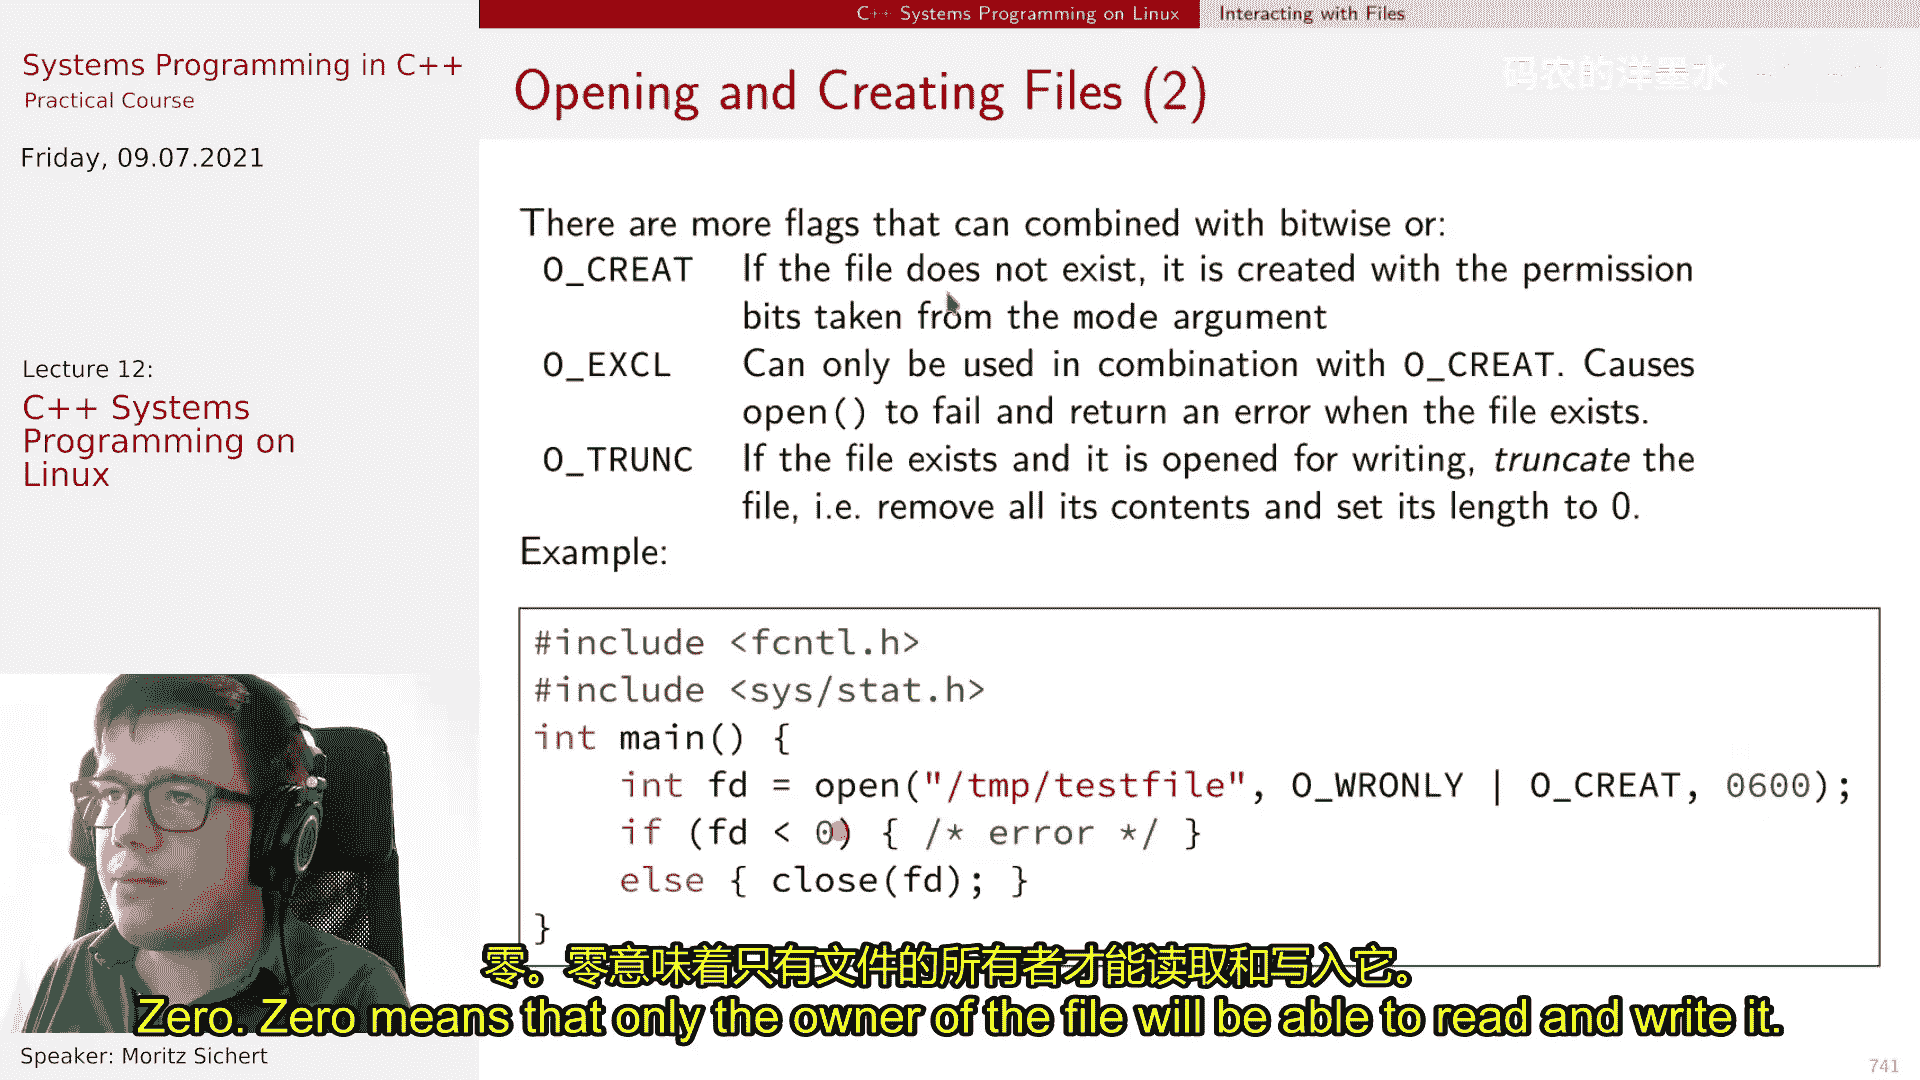 C++ Systems Programming on Linux
Interacting with Files
Systems Programming in C++
Practical Course
Friday, 09.07.2021
Opening and Creating Files (2)
码农的洋墨水
There are more flags that can combined with bitwise or:
O_CREAT If the file does not exist, it is created with the permission
bits taken from the mode argument
O_EXCL Can only be used in combination with O_CREAT. Causes
open() to fail and return an error when the file exists.
O_TRUNC If the file exists and it is opened for writing, truncate the
file, i.e. remove all its contents and set its length to 0.
Example:
Lecture 12:
C++ Systems
Programming on
Linux
#include <fcntl.h>
#include <sys/stat.h>
int main() {
int fd = open("/tmp/testfile", O_WRONLY | O_CREAT, 0600);
if (fd < 0) { /* error */ }
else { close(fd); }
}
零。零意味着只有文件的所有者才能读取和写入它。
Zero. Zero means that only the owner of the file will be able to read and write it.
Speaker: Moritz Sichert
741